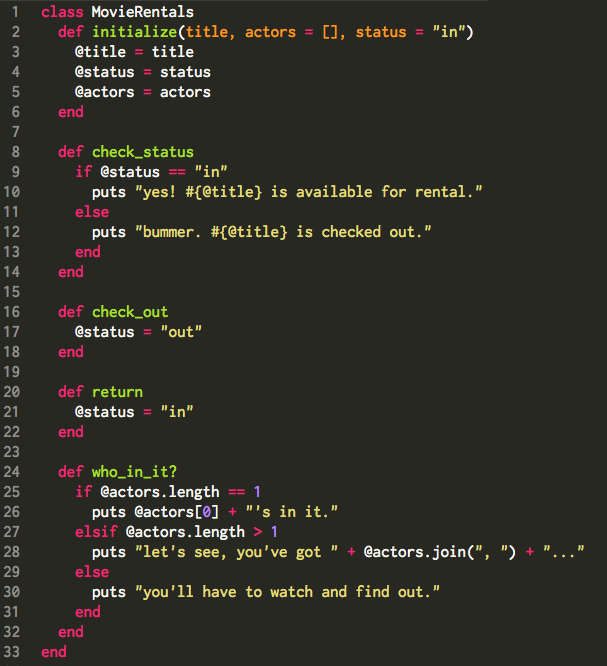 1 class MovieRentals
2   def initialize(title, actors = [], status = "in")
3     @title = title
4     @status = status
5     @actors = actors
6   end
7
8   def check_status
9     if @status == "in"
10       puts "yes! #{@title} is available for rental."
11     else
12       puts "bummer. #{@title} is checked out."
13     end
14   end
15
16   def check_out
17     @status = "out"
18   end
19
20   def return
21     @status = "in"
22   end
23
24   def who_in_it?
25     if @actors.length == 1
26       puts @actors[0] + "'s in it."
27     elsif @actors.length > 1
28       puts "let's see, you've got " + @actors.join(", ") + "..."
29     else
30       puts "you'll have to watch and find out."
31     end
32   end
33 end